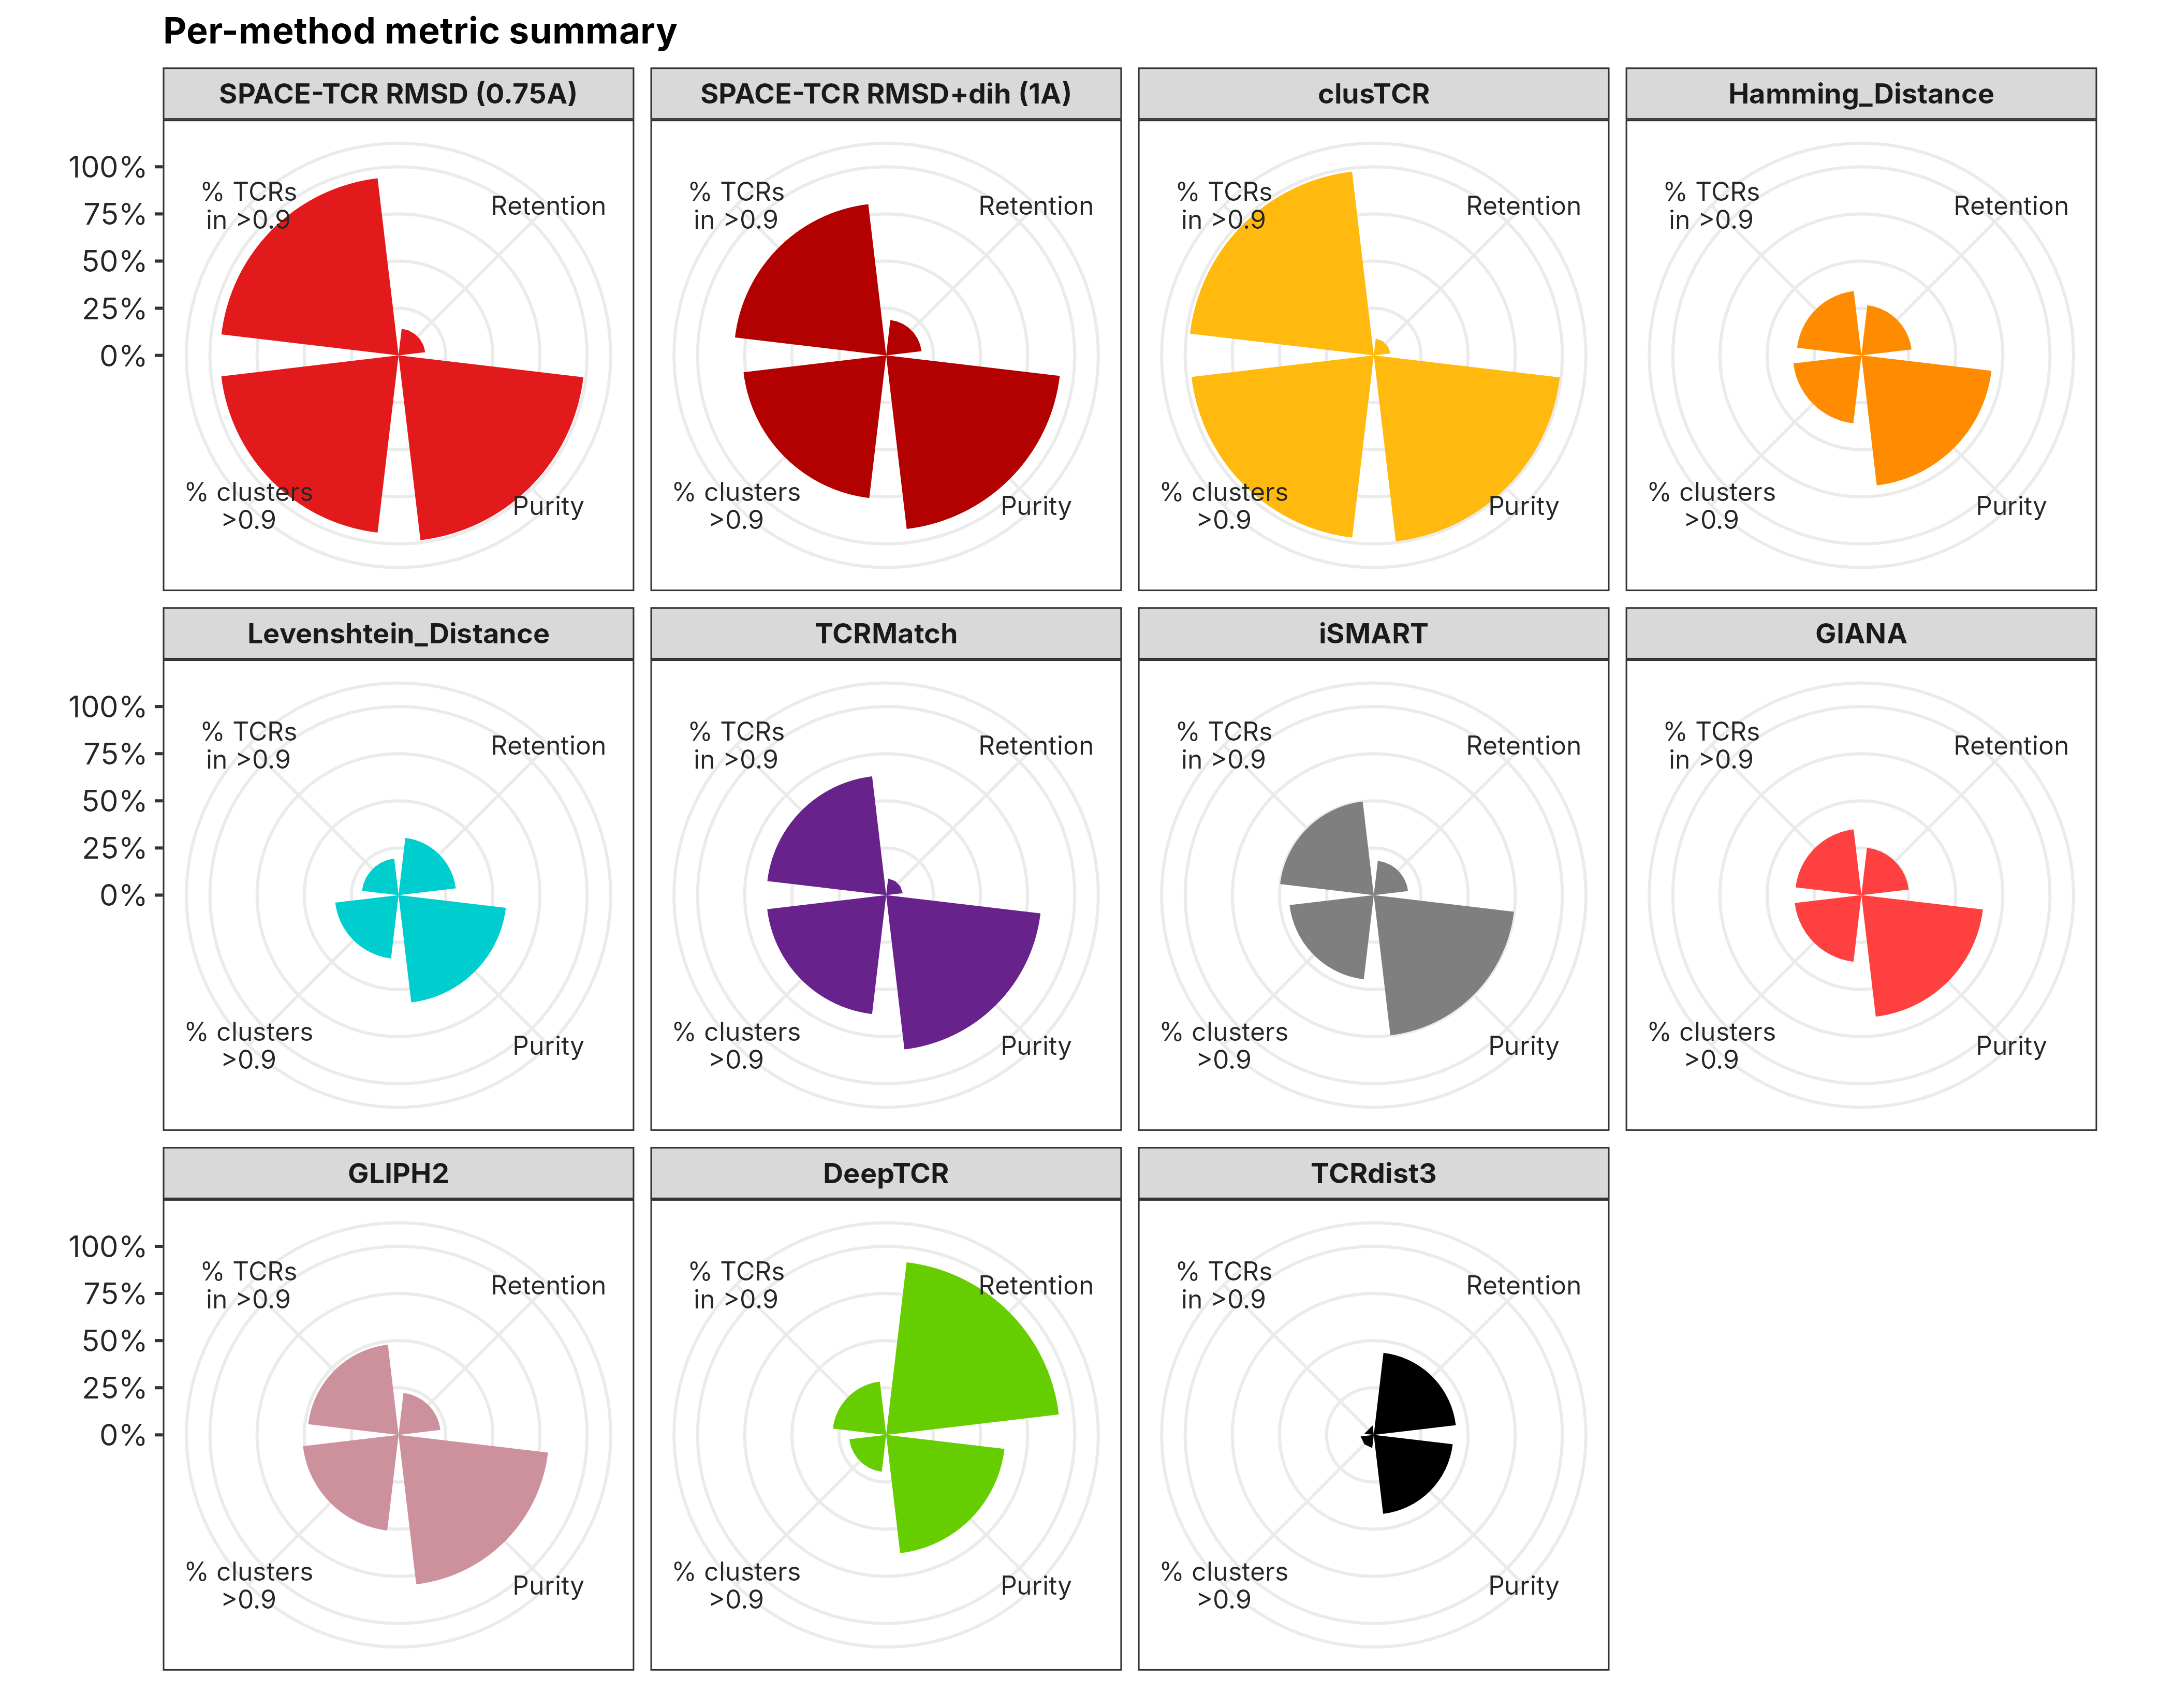 Per-method metric summary
SPACE-TCR RMSD (0.75A)
SPACE-TCR RMSD+dih (1A)
clusTCR
Hamming_Distance
100%
75%
50%
25%
0%
% TCRs
in >0.9
Retention
% clusters
>0.9
Purity
% TCRs
in >0.9
Retention
% clusters
>0.9
Purity
% TCRs
in >0.9
Retention
% clusters
>0.9
Purity
% TCRs
in >0.9
Retention
% clusters
>0.9
Purity
Levenshtein_Distance
TCRMatch
iSMART
GIANA
100%
75%
50%
25%
0%
% TCRs
in >0.9
Retention
% clusters
>0.9
Purity
% TCRs
in >0.9
Retention
% clusters
>0.9
Purity
% TCRs
in >0.9
Retention
% clusters
>0.9
Purity
% TCRs
in >0.9
Retention
% clusters
>0.9
Purity
GLIPH2
DeepTCR
TCRdist3
100%
75%
50%
25%
0%
% TCRs
in >0.9
Retention
% clusters
>0.9
Purity
% TCRs
in >0.9
Retention
% clusters
>0.9
Purity
% TCRs
in >0.9
Retention
% clusters
>0.9
Purity